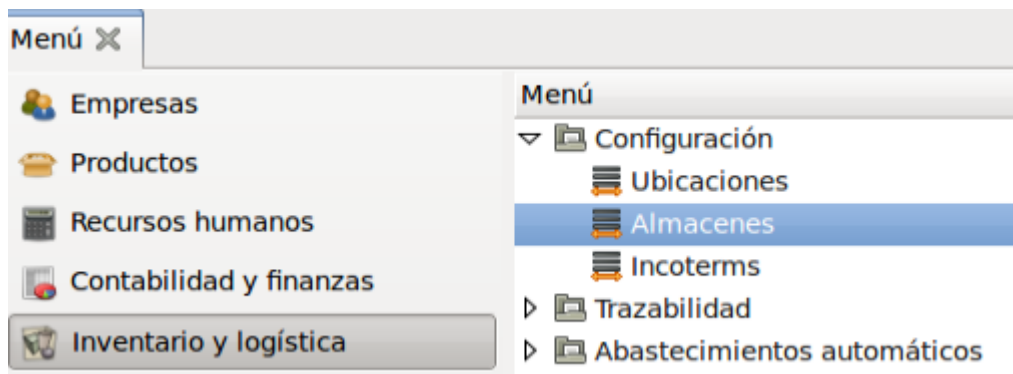 Menú
Empresas
Productos
Recursos humanos
Contabilidad y finanzas
Inventario y logística
Menú
Configuración
Ubicaciones
Almacenes
Incoterms
Trazabilidad
Abastecimientos automáticos